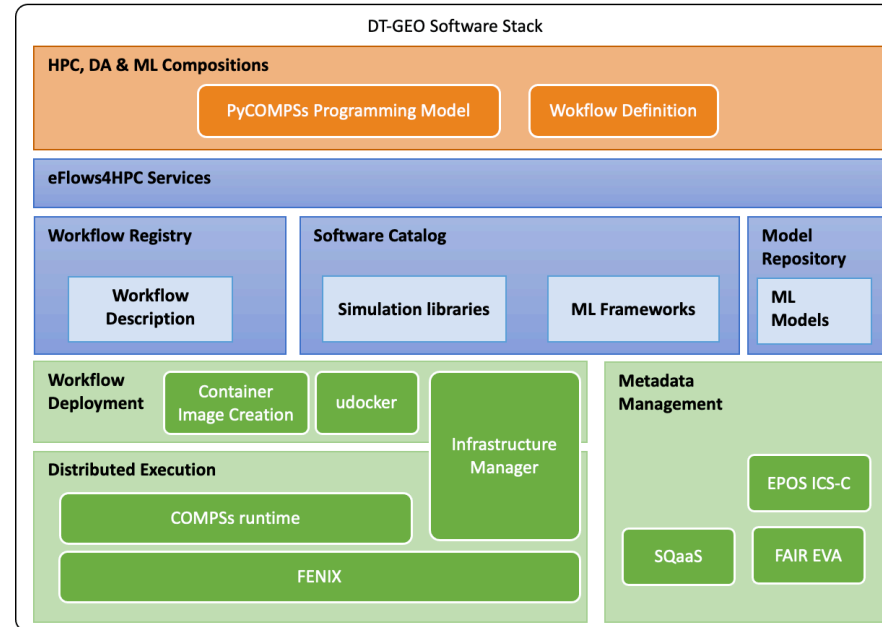 DT-GEO Software Stack
HPC, DA & ML Compositions
PyCOMPSs Programming Model
Wokflow Definition
eFlows4HPC Services
Workflow Registry
Workflow
Description
Software Catalog
Simulation libraries
ML Frameworks
Model
Repository
ML
Models
Workflow
Deployment
Container
Image Creation
udocker
Infrastructure
Manager
Distributed Execution
COMPSs runtime
FENIX
Metadata
Management
EPOS ICS-C
SQaaS
FAIR EVA